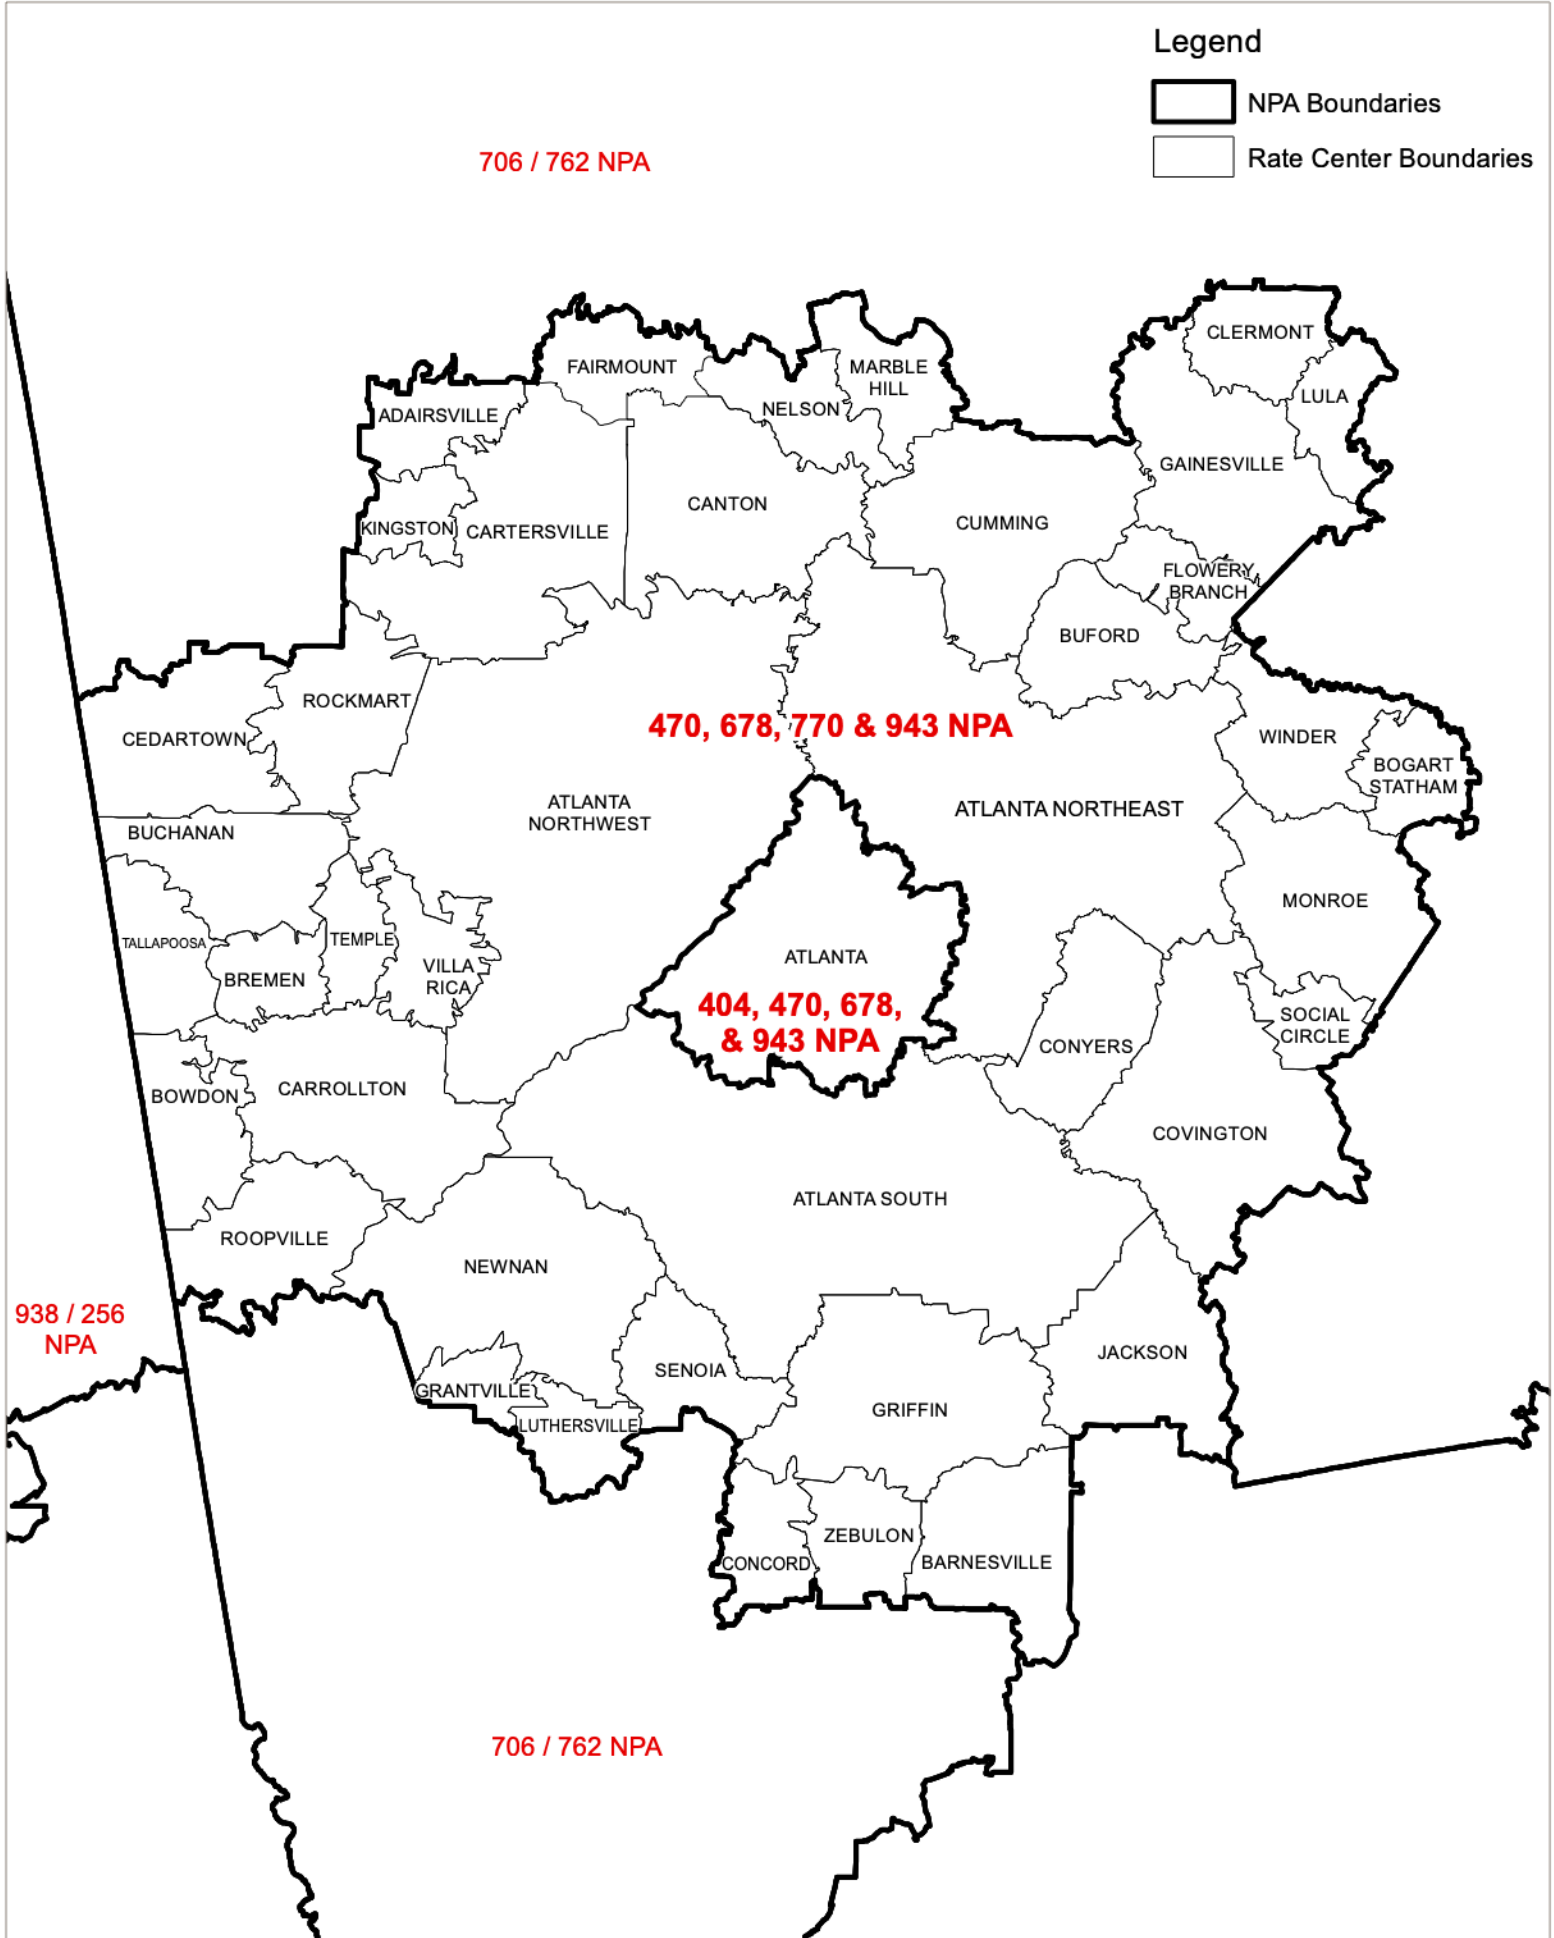 Legend
NPA Boundaries
Rate Center Boundaries
706 / 762 NPA
CLERMONT
FAIRMOUNT
MARBLE
HILL
LULA
NELSON
ADAIRSVILLE
GAINESVILLE
CANTON
CUMMING
KINGSTON
CARTERSVILLE
FLOWERY
BRANCH
BUFORD
ROCKMART
470, 678, 770 & 943 NPA
CEDARTOWN
WINDER
BOGART
STATHAM
ATLANTA
NORTHWEST
ATLANTA NORTHEAST
BUCHANAN
MONROE
TALLAPOOSA
TEMPLE
ATLANTA
VILLA
RICA
BREMEN
404, 470, 678,
& 943 NPA
SOCIAL
CIRCLE
CONYERS
CARROLLTON
BOWDON
COVINGTON
ATLANTA SOUTH
ROOPVILLE
NEWNAN
938 / 256
NPA
JACKSON
SENOIA
GRANTVILLE
GRIFFIN
LUTHERSVILLE
ZEBULON
CONCORD
BARNESVILLE
706 / 762 NPA